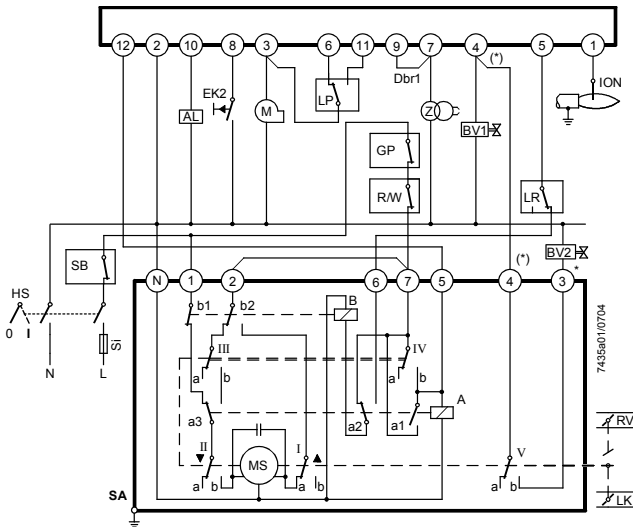 12 2 10 8 3 6 11 9 7 4 (*) 5 1
Dbr1
EK2
ION
AL
M
LP
Z
BV1
GP
R/W
LR
SB
BV2
(*)
*
HS
0 I
Si
N L
N 1 2 6 7 5 4 3
b1 b2 B
III IV
a b a b
A
a3 a2 a1
II I V
MS
a b a b a b
SA
RV
LK
7435a01/0704